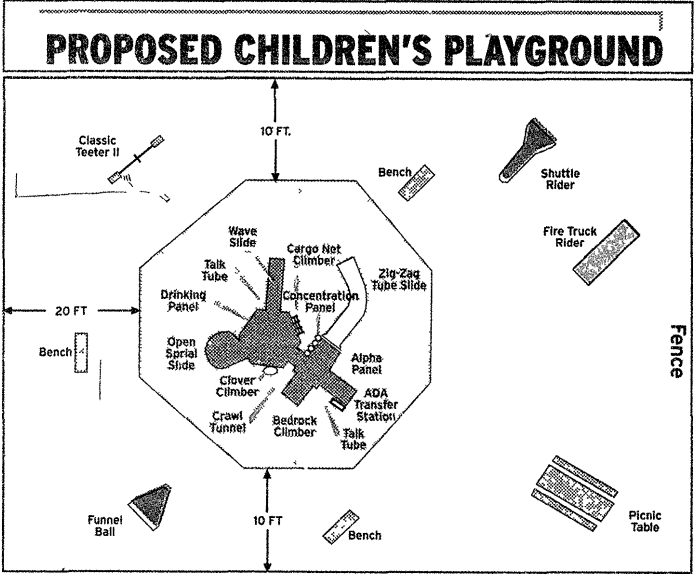 PROPOSED CHILDREN'S PLAYGROUND
10 FT.
Classic
Teeter II
Bench
Shuttle
Rider
Fire Truck
Rider
Wave
Slide
Cargo Net
Climber
Zig-Zag
Tube Slide
Talk
Tube
Drinking
Panel
Concentration
Panel
20 FT
Fence
Bench
Open
Sprial
Slide
Alpha
Panel
Clover
Climber
ADA
Transfer
Station
Crawl
Tunnel
Bedrock
Climber
Talk
Tube
Funnel
Ball
10 FT
Bench
Picnic
Table